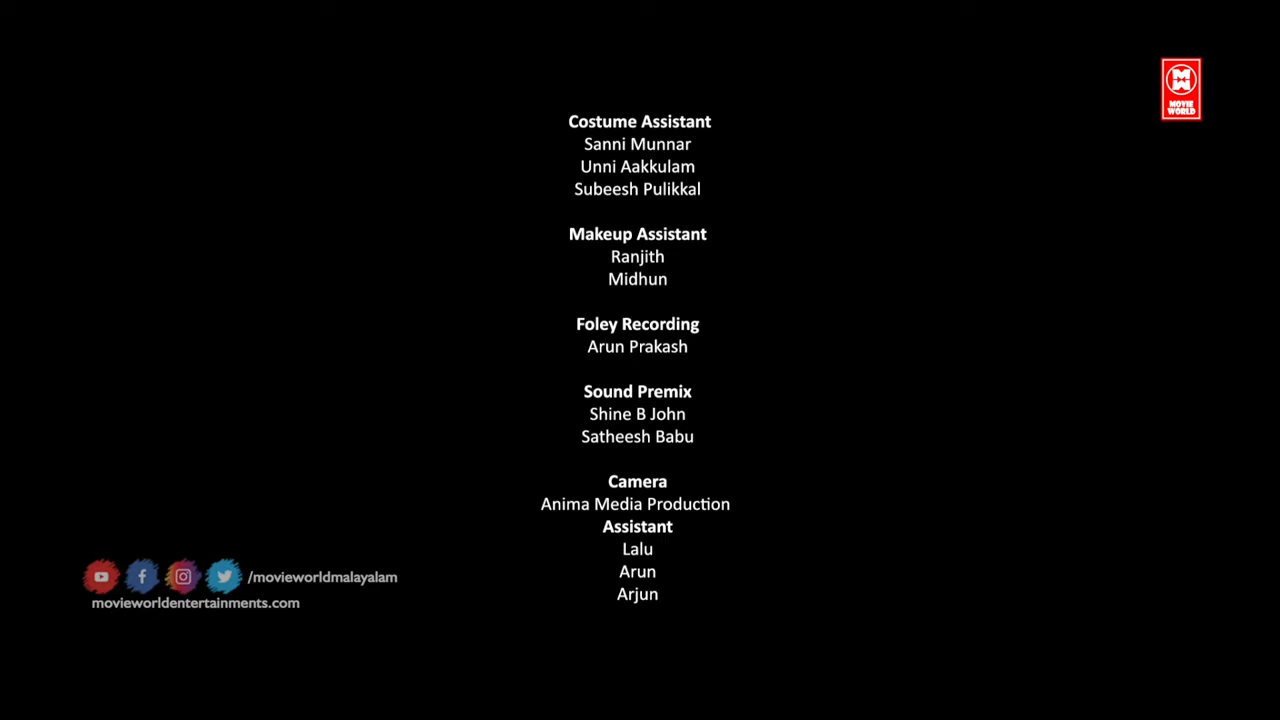 MOVIE
WORLD
Costume Assistant
Sanni Munnar
Unni Aakkulam
Subeesh Pulikkal
Makeup Assistant
Ranjith
Midhun
Foley Recording
Arun Prakash
Sound Premix
Shine B John
Satheesh Babu
Camera
Anima Media Production
Assistant
Lalu
Arun
Arjun
/movieworldmalayalam
movieworldentertainments.com